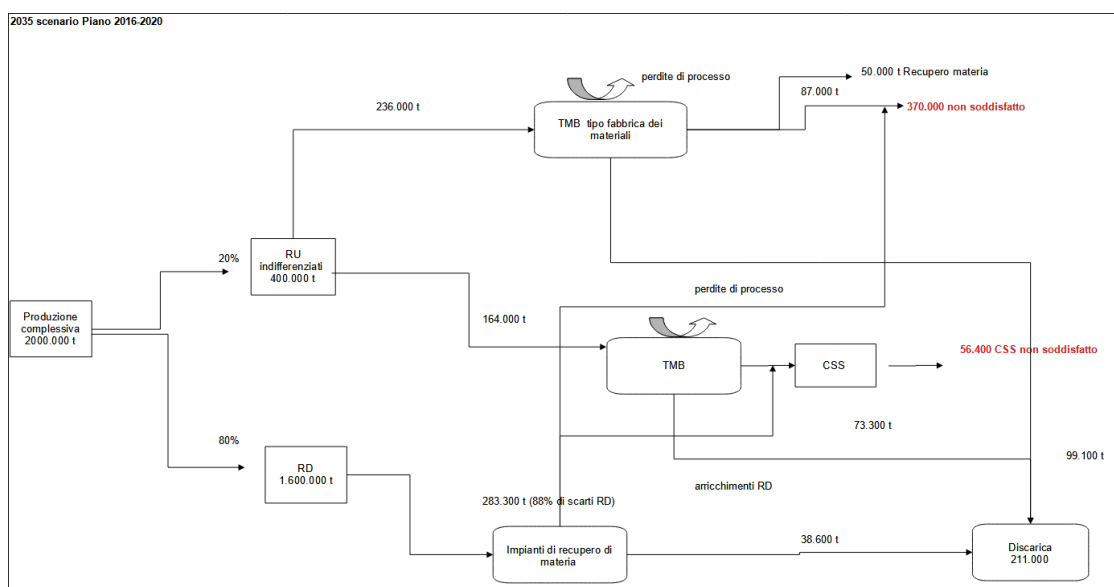 2035 scenario Piano 2016-2020
perdite di processo
50.000 t Recupero materia
87.000 t
370.000 non soddisfatto
236.000 t
TMB tipo fabbrica dei
materiali
20%
RU
indifferenziati
400.000 t
perdite di processo
164.000 t
Produzione
complessiva
2000.000 t
56.400 CSS non soddisfatto
TMB
CSS
73.300 t
80%
99.100 t
RD
1.600.000 t
arricchimenti RD
283.300 t (88% di scarti RD)
38.600 t
Impianti di recupero di
materia
Discarica
211.000